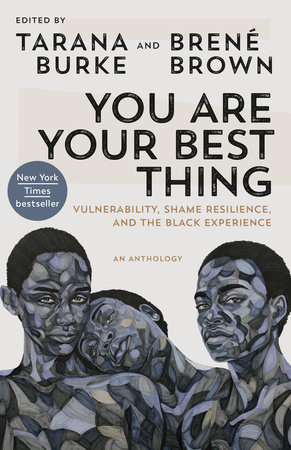 EDITED BY
TARANA AND BRENÉ
BURKE BROWN
YOU ARE
YOUR BEST
THING
New York
Times
bestseller
VULNERABILITY, SHAME RESILIENCE,
AND THE BLACK EXPERIENCE
AN ANTHOLOGY